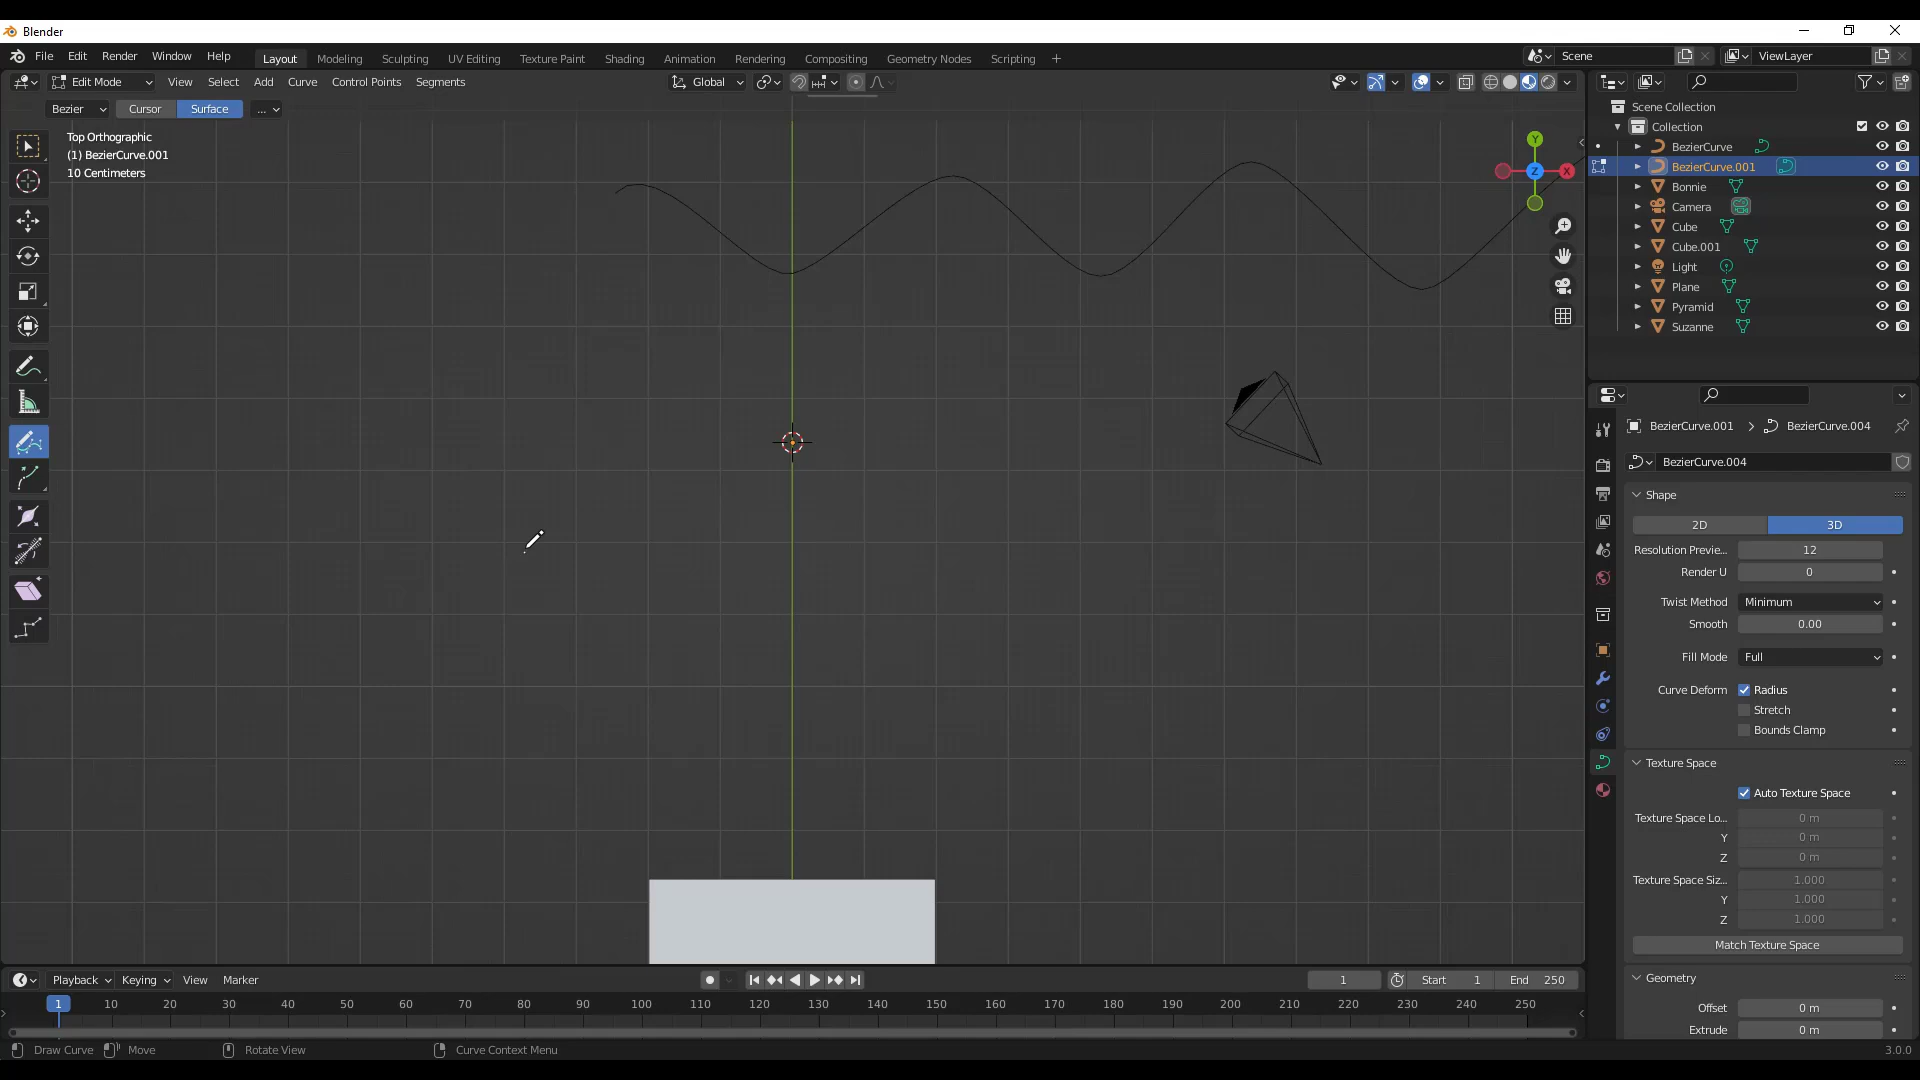 Blender
File Edit Render Window Help Layout Modeling Sculpting UV Editing Texture Paint Shading Animation Rendering Compositing Geometry Nodes Scripting + Scene ViewLayer
Edit Mode View Select Add Curve Control Points Segments Global
Bezier Cursor Surface ...
Top Orthographic
(1) BezierCurve.001
10 Centimeters
Y
X
Z
Scene Collection
Collection
BezierCurve
BezierCurve.001
Bonnie
Camera
Cube
Cube.001
Light
Plane
Pyramid
Suzanne
BezierCurve.001 > BezierCurve.004
BezierCurve.004
Shape
2D 3D
Resolution Previe... 12
Render U 0
Twist Method Minimum
Smooth 0.00
Fill Mode Full
Curve Deform Radius
Stretch
Bounds Clamp
Texture Space
Auto Texture Space
Texture Space Lo... 0 m
Y 0 m
Z 0 m
Texture Space Siz... 1.000
Y 1.000
Z 1.000
Match Texture Space
Geometry
Offset 0 m
Extrude 0 m
Playback Keying View Marker 1 Start 1 End 250
1 10 20 30 40 50 60 70 80 90 100 110 120 130 140 150 160 170 180 190 200 210 220 230 240 250
Draw Curve Move Rotate View Curve Context Menu 3.0.0